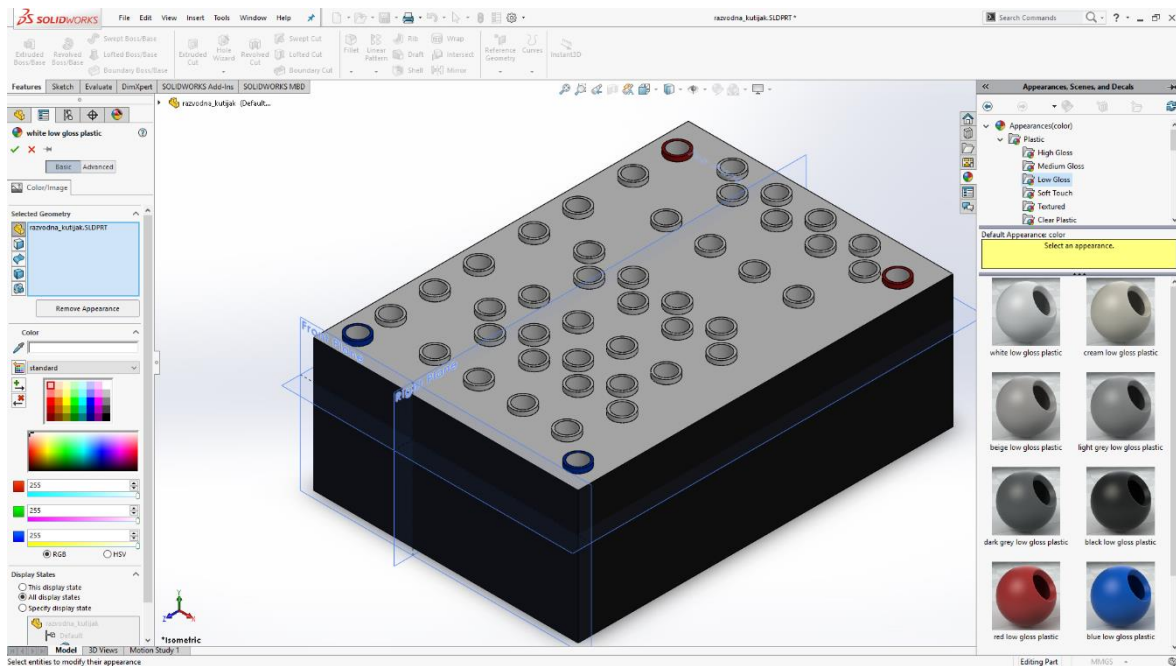 SOLIDWORKS File Edit View Insert Tools Window Help razvodna_kutijak.SLDPRT * Search Commands
Extruded Boss/Base Revolved Boss/Base Swept Boss/Base Lofted Boss/Base Boundary Boss/Base Extruded Cut Hole Wizard Revolved Cut Swept Cut Lofted Cut Boundary Cut Fillet Linear Pattern Rib Draft Shell Wrap Intersect Mirror Reference Geometry Curves Instant3D
Features Sketch Evaluate DimXpert SOLIDWORKS Add-Ins SOLIDWORKS MBD
razvodna_kutijak (Default...
white low gloss plastic
Basic Advanced
Color/Image
Selected Geometry
razvodna_kutijak.SLDPRT
Remove Appearance
Color
standard
255
255
255
RGB HSV
Display States
This display state
All display states
Specify display state
razvodna_kutijak
Default
Front Plane
Right Plane
*Isometric
Appearances, Scenes, and Decals
Appearances(color)
Plastic
High Gloss
Medium Gloss
Low Gloss
Soft Touch
Textured
Clear Plastic
Default Appearance: color
Select an appearance.
white low gloss plastic cream low gloss plastic
beige low gloss plastic light grey low gloss plastic
dark grey low gloss plastic black low gloss plastic
red low gloss plastic blue low gloss plastic
Model 3D Views Motion Study 1
Select entities to modify their appearance Editing Part MMGS